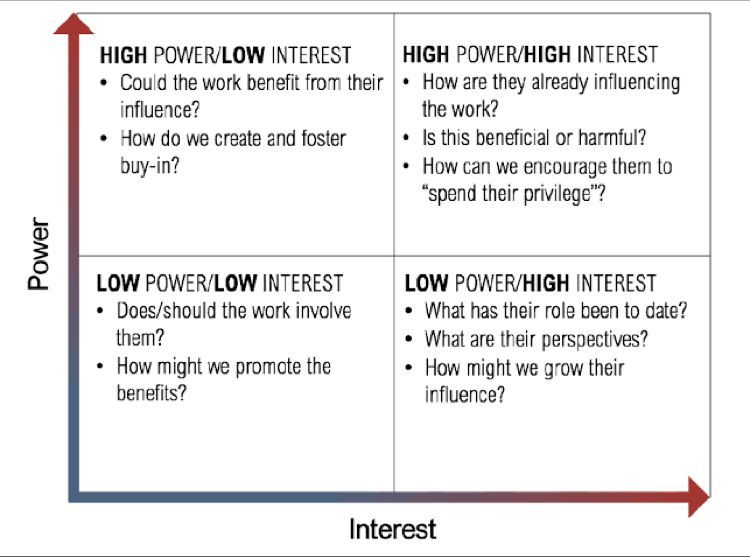 HIGH POWER/LOW INTEREST
• Could the work benefit from their
influence?
• How do we create and foster
buy-in?
HIGH POWER/HIGH INTEREST
• How are they already influencing
the work?
• Is this beneficial or harmful?
• How can we encourage them to
“spend their privilege”?
Power
LOW POWER/LOW INTEREST
• Does/should the work involve
them?
• How might we promote the
benefits?
LOW POWER/HIGH INTEREST
• What has their role been to date?
• What are their perspectives?
• How might we grow their
influence?
Interest